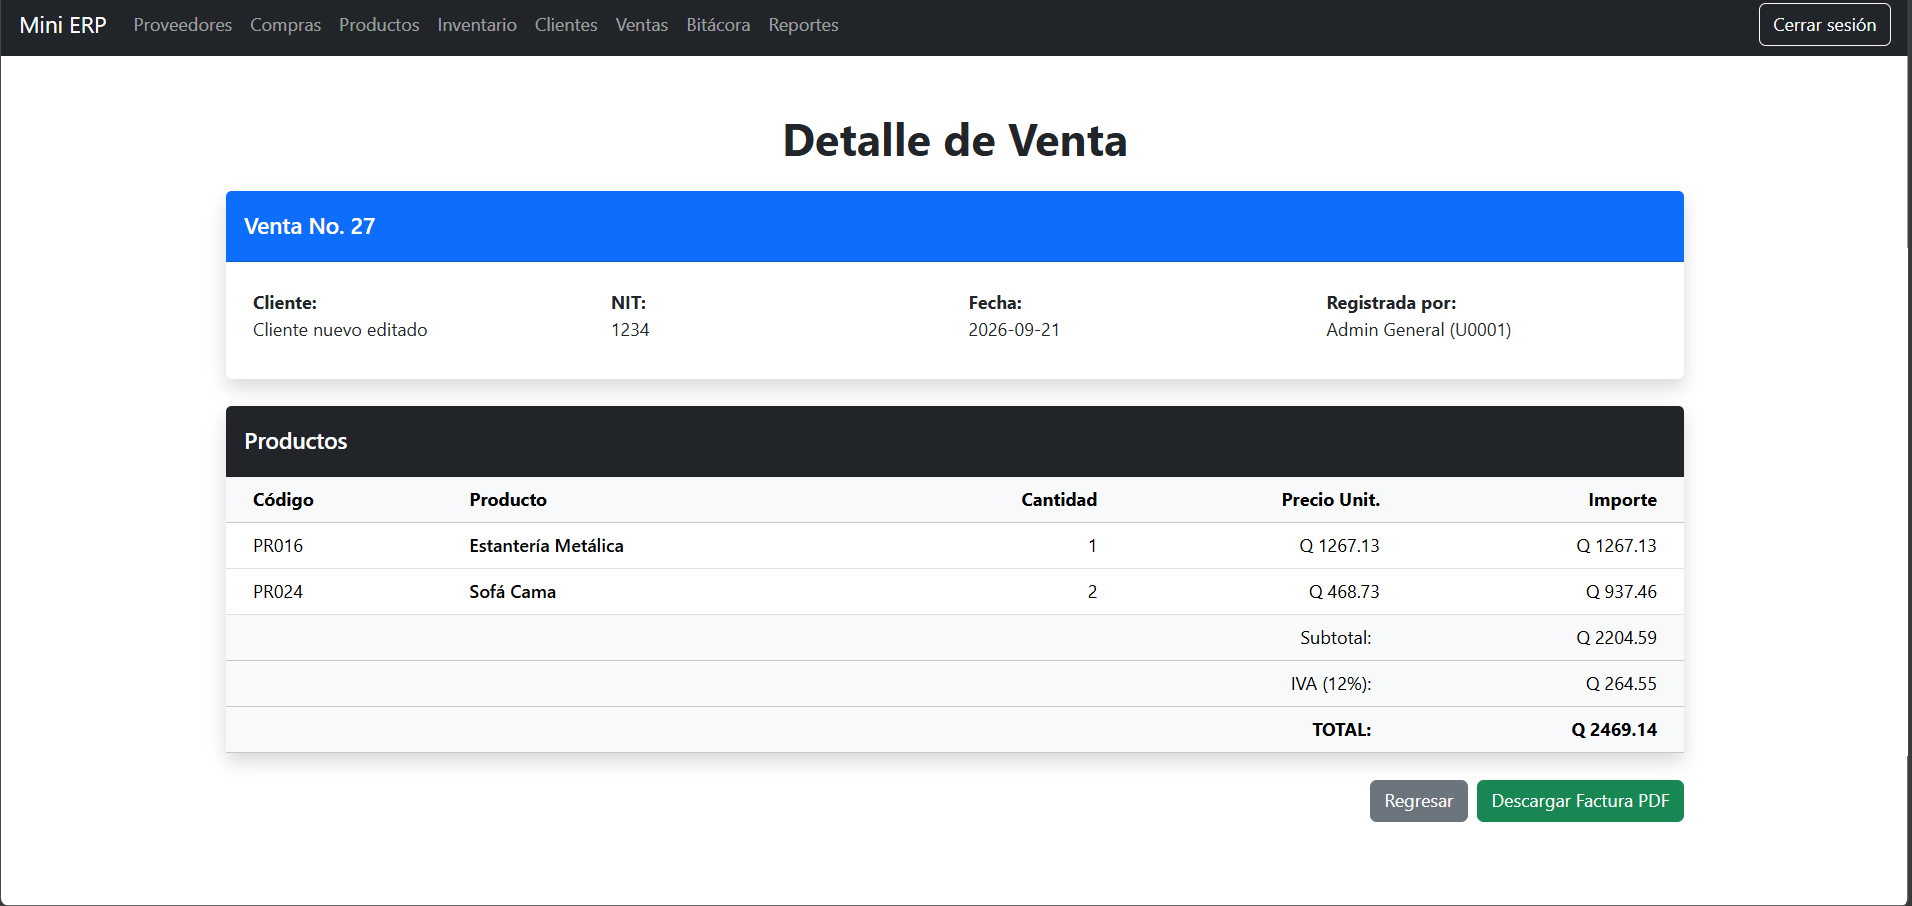 Mini ERP Proveedores Compras Productos Inventario Clientes Ventas Bitácora Reportes Cerrar sesión
Detalle de Venta
Venta No. 27
Cliente: NIT: Fecha: Registrada por:
Cliente nuevo editado 1234 2026-09-21 Admin General (U0001)
Productos
Código Producto Cantidad Precio Unit. Importe
PR016 Estantería Metálica 1 Q 1267.13 Q 1267.13
PR024 Sofá Cama 2 Q 468.73 Q 937.46
Subtotal: Q 2204.59
IVA (12%): Q 264.55
TOTAL: Q 2469.14
Regresar Descargar Factura PDF